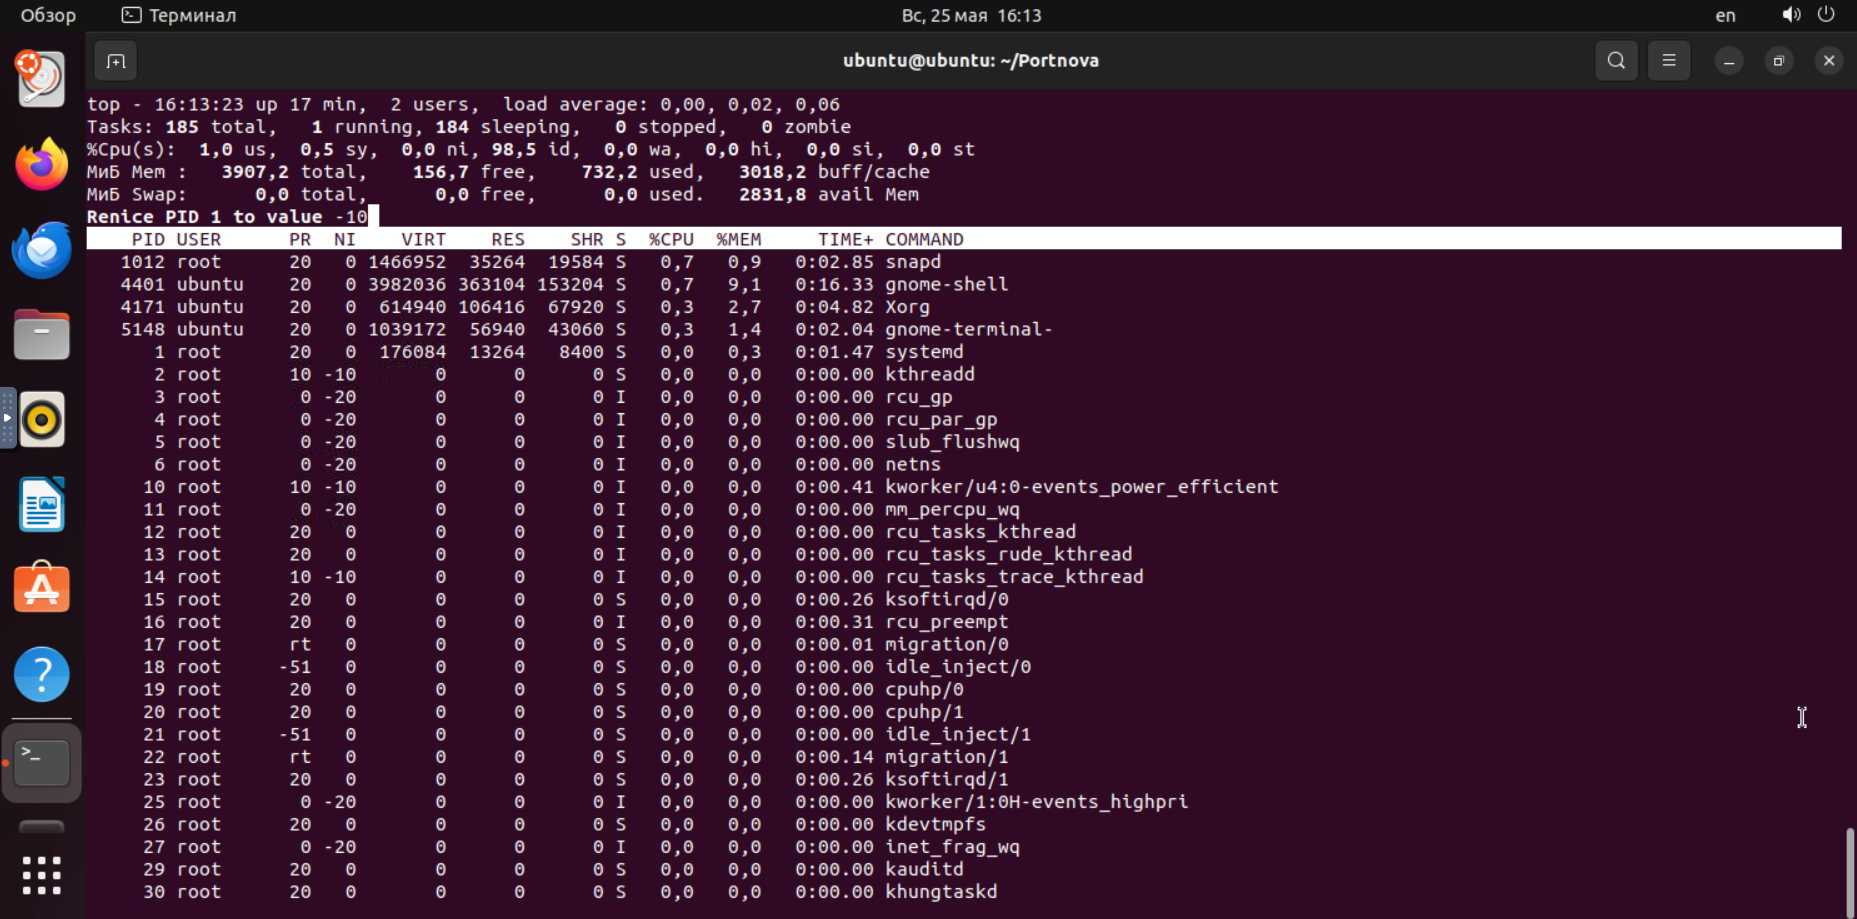 Обзор
Терминал
Вс, 25 мая 16:13
en
ubuntu@ubuntu: ~/Portnova
top - 16:13:23 up 17 min,  2 users,  load average: 0,00, 0,02, 0,06
Tasks: 185 total,   1 running, 184 sleeping,   0 stopped,   0 zombie
%Cpu(s):  1,0 us,  0,5 sy,  0,0 ni, 98,5 id,  0,0 wa,  0,0 hi,  0,0 si,  0,0 st
МиБ Mem :   3907,2 total,    156,7 free,    732,2 used,   3018,2 buff/cache
МиБ Swap:      0,0 total,      0,0 free,      0,0 used.   2831,8 avail Mem
Renice PID 1 to value -10
PID USER      PR  NI    VIRT    RES    SHR S  %CPU  %MEM     TIME+ COMMAND
1012 root      20   0 1466952  35264  19584 S   0,7   0,9   0:02.85 snapd
4401 ubuntu    20   0 3982036 363104 153204 S   0,7   9,1   0:16.33 gnome-shell
4171 ubuntu    20   0  614940 106416  67920 S   0,3   2,7   0:04.82 Xorg
5148 ubuntu    20   0 1039172  56940  43060 S   0,3   1,4   0:02.04 gnome-terminal-
1 root      20   0  176084  13264   8400 S   0,0   0,3   0:01.47 systemd
2 root      10 -10       0      0      0 S   0,0   0,0   0:00.00 kthreadd
3 root       0 -20       0      0      0 I   0,0   0,0   0:00.00 rcu_gp
4 root       0 -20       0      0      0 I   0,0   0,0   0:00.00 rcu_par_gp
5 root       0 -20       0      0      0 I   0,0   0,0   0:00.00 slub_flushwq
6 root       0 -20       0      0      0 I   0,0   0,0   0:00.00 netns
10 root      10 -10       0      0      0 I   0,0   0,0   0:00.41 kworker/u4:0-events_power_efficient
11 root       0 -20       0      0      0 I   0,0   0,0   0:00.00 mm_percpu_wq
12 root      20   0       0      0      0 I   0,0   0,0   0:00.00 rcu_tasks_kthread
13 root      20   0       0      0      0 I   0,0   0,0   0:00.00 rcu_tasks_rude_kthread
14 root      10 -10       0      0      0 I   0,0   0,0   0:00.00 rcu_tasks_trace_kthread
15 root      20   0       0      0      0 S   0,0   0,0   0:00.26 ksoftirqd/0
16 root      20   0       0      0      0 I   0,0   0,0   0:00.31 rcu_preempt
17 root      rt   0       0      0      0 S   0,0   0,0   0:00.01 migration/0
18 root     -51   0       0      0      0 S   0,0   0,0   0:00.00 idle_inject/0
19 root      20   0       0      0      0 S   0,0   0,0   0:00.00 cpuhp/0
20 root      20   0       0      0      0 S   0,0   0,0   0:00.00 cpuhp/1
21 root     -51   0       0      0      0 S   0,0   0,0   0:00.00 idle_inject/1
22 root      rt   0       0      0      0 S   0,0   0,0   0:00.14 migration/1
23 root      20   0       0      0      0 S   0,0   0,0   0:00.26 ksoftirqd/1
25 root       0 -20       0      0      0 I   0,0   0,0   0:00.00 kworker/1:0H-events_highpri
26 root      20   0       0      0      0 S   0,0   0,0   0:00.00 kdevtmpfs
27 root       0 -20       0      0      0 I   0,0   0,0   0:00.00 inet_frag_wq
29 root      20   0       0      0      0 S   0,0   0,0   0:00.00 kauditd
30 root      20   0       0      0      0 S   0,0   0,0   0:00.00 khungtaskd